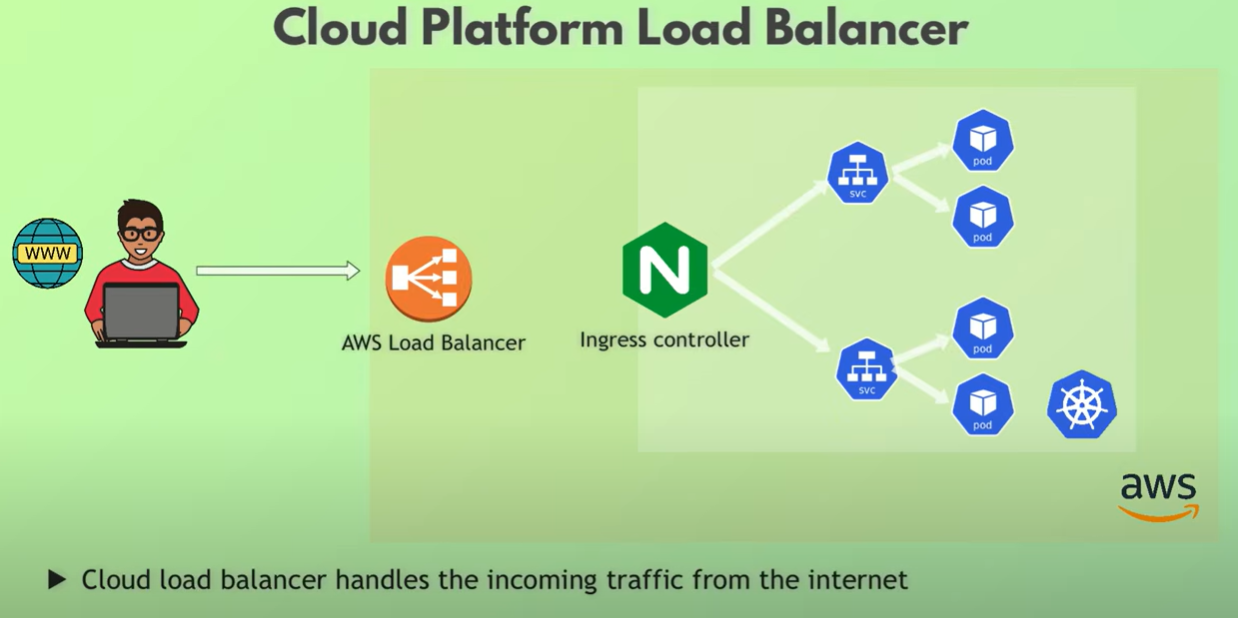 Cloud Platform Load Balancer
WWW
AWS Load Balancer
N
Ingress controller
svc
pod
pod
svc
pod
pod
aws
Cloud load balancer handles the incoming traffic from the internet